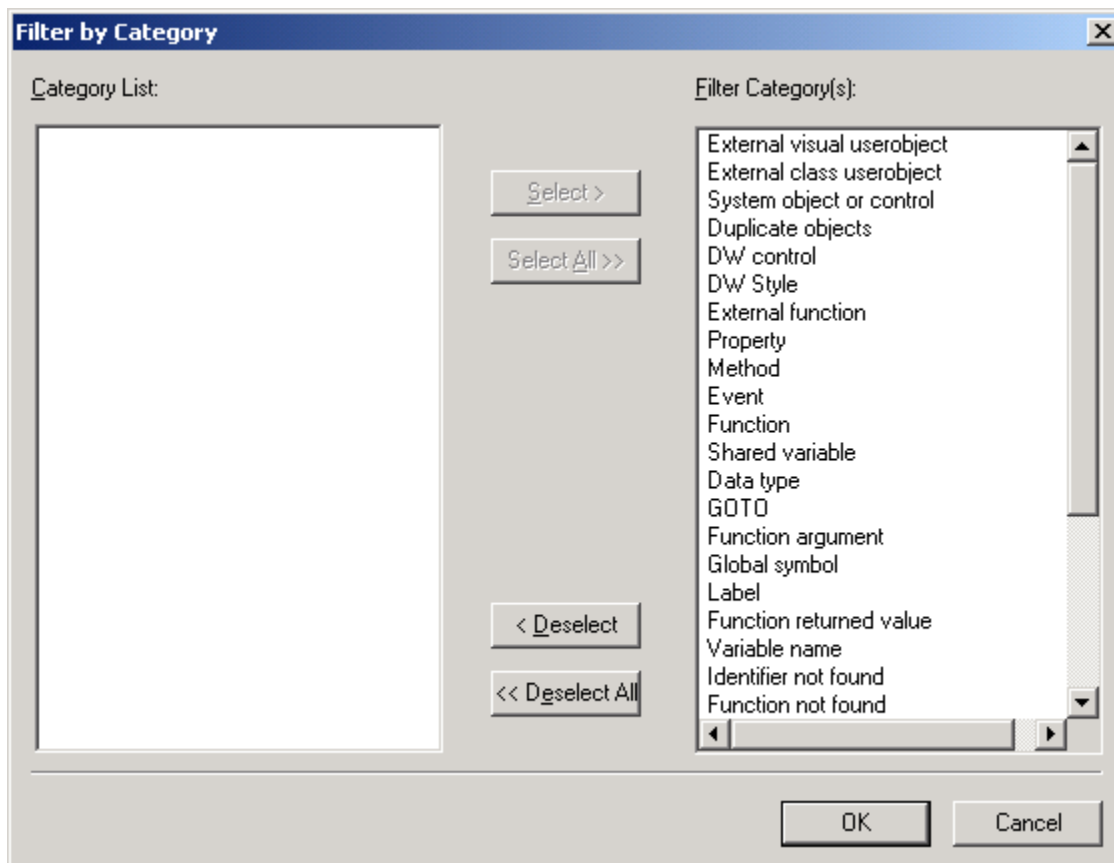 Filter by Category
Category List:
Filter Category(s):
Select >
Select All >>
< Deselect
<< Deselect All
External visual userobject
External class userobject
System object or control
Duplicate objects
DW control
DW Style
External function
Property
Method
Event
Function
Shared variable
Data type
GOTO
Function argument
Global symbol
Label
Function returned value
Variable name
Identifier not found
Function not found
OK
Cancel